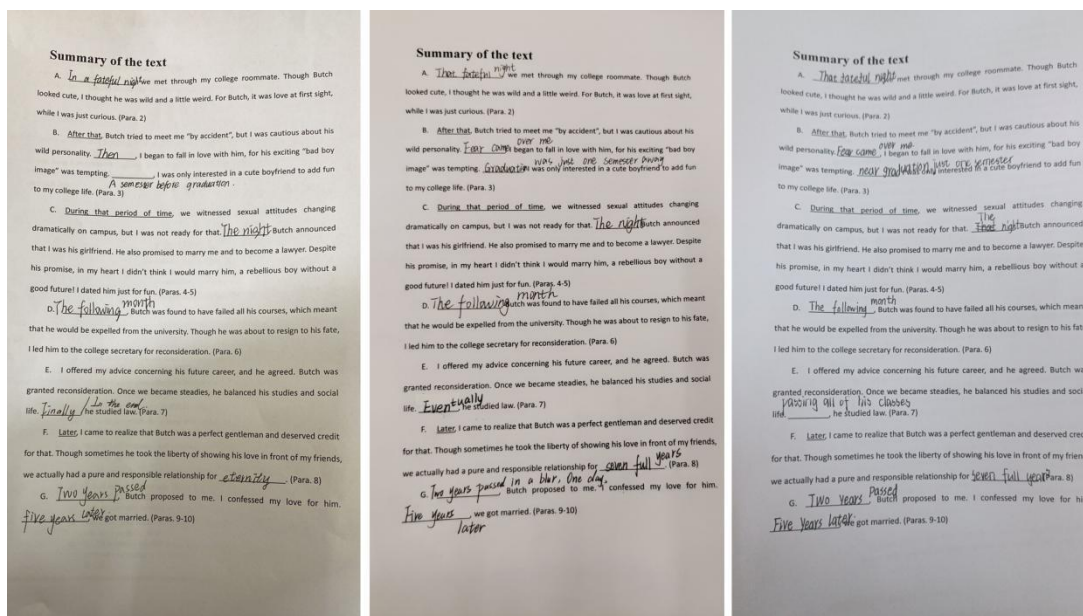 Summary of the text
A. In a fateful night we met through my college roommate. Though Butch
looked cute, I thought he was wild and a little weird. For Butch, it was love at first sight,
while I was just curious. (Para. 2)
B. After that, Butch tried to meet me "by accident", but I was cautious about his
wild personality. Then, I began to fall in love with him, for his exciting "bad boy
image" was tempting. I was only interested in a cute boyfriend to add fun
A semester before graduation.
to my college life. (Para. 3)
C. During that period of time, we witnessed sexual attitudes changing
dramatically on campus, but I was not ready for that. The night Butch announced
that I was his girlfriend. He also promised to marry me and to become a lawyer. Despite
his promise, in my heart I didn't think I would marry him, a rebellious boy without a
good future! I dated him just for fun. (Paras. 4-5)
D. The following month, Butch was found to have failed all his courses, which meant
that he would be expelled from the university. Though he was about to resign to his fate,
I led him to the college secretary for reconsideration. (Para. 6)
E. I offered my advice concerning his future career, and he agreed. Butch was
granted reconsideration. Once we became steadies, he balanced his studies and social
life. Finally / In the end, he studied law. (Para. 7)
F. Later, I came to realize that Butch was a perfect gentleman and deserved credit
for that. Though sometimes he took the liberty of showing his love in front of my friends,
we actually had a pure and responsible relationship for eternity. (Para. 8)
G. Two years passed, Butch proposed to me. I confessed my love for him.
five years later we got married. (Paras. 9-10)
Summary of the text
A. That fateful night we met through my college roommate. Though Butch
looked cute, I thought he was wild and a little weird. For Butch, it was love at first sight,
while I was just curious. (Para. 2)
B. After that, Butch tried to meet me "by accident", but I was cautious about his
wild personality. Fear came over me I began to fall in love with him, for his exciting "bad boy
image" was tempting. Graduation was just one semester away I was only interested in a cute boyfriend to add fun
to my college life. (Para. 3)
C. During that period of time, we witnessed sexual attitudes changing
dramatically on campus, but I was not ready for that. The night Butch announced
that I was his girlfriend. He also promised to marry me and to become a lawyer. Despite
his promise, in my heart I didn't think I would marry him, a rebellious boy without a
good future! I dated him just for fun. (Paras. 4-5)
D. The following month Butch was found to have failed all his courses, which meant
that he would be expelled from the university. Though he was about to resign to his fate,
I led him to the college secretary for reconsideration. (Para. 6)
E. I offered my advice concerning his future career, and he agreed. Butch was
granted reconsideration. Once we became steadies, he balanced his studies and social
life. Eventually he studied law. (Para. 7)
F. Later, I came to realize that Butch was a perfect gentleman and deserved credit
for that. Though sometimes he took the liberty of showing his love in front of my friends,
we actually had a pure and responsible relationship for seven full years. (Para. 8)
G. Two years passed in a blur. One day, Butch proposed to me. I confessed my love for him.
Five years later, we got married. (Paras. 9-10)
Summary of the text
A. That fateful night met through my college roommate. Though Butch
looked cute, I thought he was wild and a little weird. For Butch, it was love at first sight,
while I was just curious. (Para. 2)
B. After that, Butch tried to meet me "by accident", but I was cautious about his
wild personality. Fear came over me, I began to fall in love with him, for his exciting "bad boy
image" was tempting. near graduation, just one semester only interested in a cute boyfriend to add fun
to my college life. (Para. 3)
C. During that period of time, we witnessed sexual attitudes changing
dramatically on campus, but I was not ready for that. The night Butch announced
that I was his girlfriend. He also promised to marry me and to become a lawyer. Despite
his promise, in my heart I didn't think I would marry him, a rebellious boy without a
good future! I dated him just for fun. (Paras. 4-5)
D. The following month, Butch was found to have failed all his courses, which mean
that he would be expelled from the university. Though he was about to resign to his fat
I led him to the college secretary for reconsideration. (Para. 6)
E. I offered my advice concerning his future career, and he agreed. Butch wa
granted reconsideration. Once we became steadies, he balanced his studies and soci
life. Passing all of his classes, he studied law. (Para. 7)
F. Later, I came to realize that Butch was a perfect gentleman and deserved cre
for that. Though sometimes he took the liberty of showing his love in front of my frien
we actually had a pure and responsible relationship for seven full year Para. 8)
G. Two years passed, Butch proposed to me. I confessed my love for hi
Five years later we got married. (Paras. 9-10)